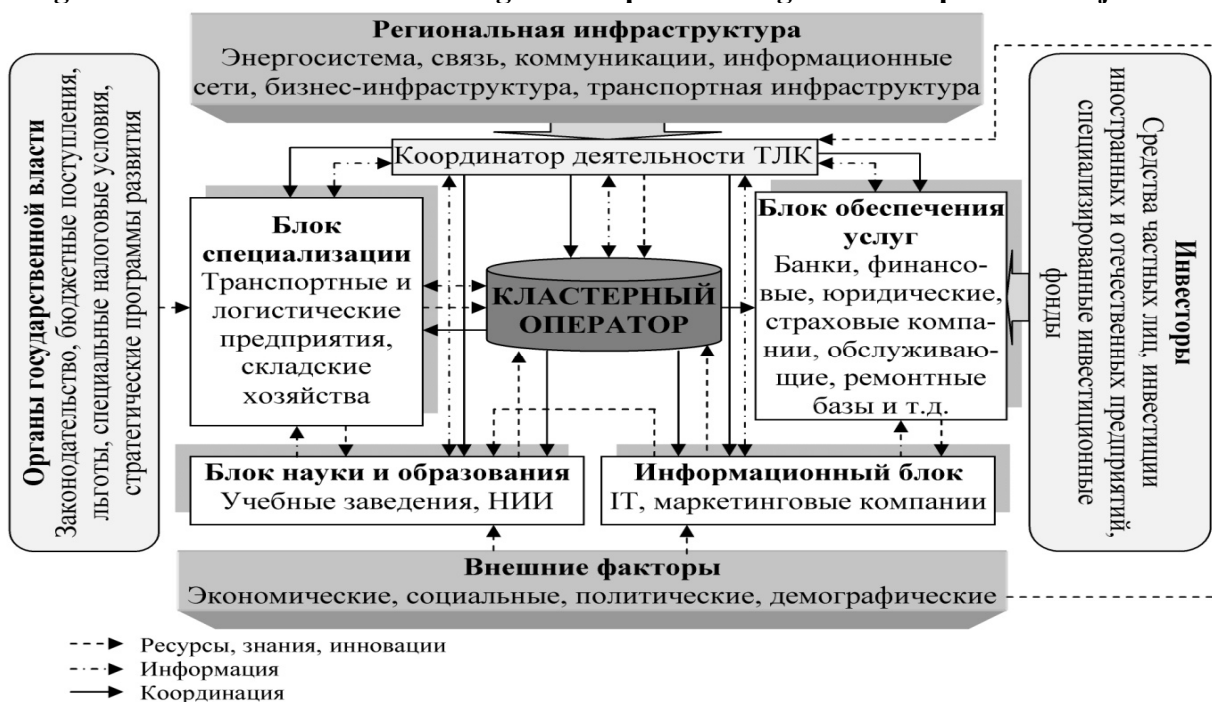 Региональная инфраструктура
Энергосистема, связь, коммуникации, информационные
сети, бизнес-инфраструктура, транспортная инфраструктура
Органы государственной власти
Законодательство, бюджетные поступления,
льготы, специальные налоговые условия,
стратегические программы развития
Координатор деятельности ТЛК
Блок
специализации
Транспортные и
логистические
предприятия,
складские
хозяйства
КЛАСТЕРНЫЙ
ОПЕРАТОР
Блок обеспечения
услуг
Банки, финансо-
вые, юридические,
страховые компа-
нии, обслуживаю-
щие, ремонтные
базы и т.д.
Инвесторы
Средства частных лиц, инвестиции
иностранных и отечественных предприятий,
специализированные инвестиционные
фонды
Блок науки и образования
Учебные заведения, НИИ
Информационный блок
IT, маркетинговые компании
Внешние факторы
Экономические, социальные, политические, демографические
Ресурсы, знания, инновации
Информация
Координация